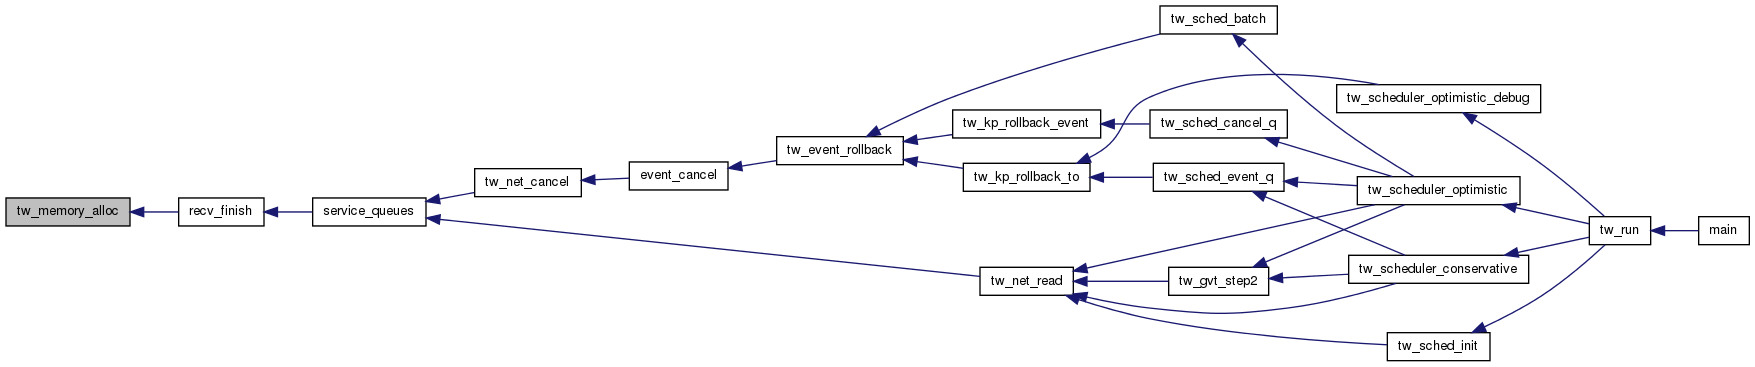 tw_memory_alloc
recv_finish
service_queues
tw_net_cancel
event_cancel
tw_event_rollback
tw_sched_batch
tw_kp_rollback_event
tw_kp_rollback_to
tw_sched_cancel_q
tw_sched_event_q
tw_scheduler_optimistic_debug
tw_scheduler_optimistic
tw_net_read
tw_gvt_step2
tw_scheduler_conservative
tw_sched_init
tw_run
main